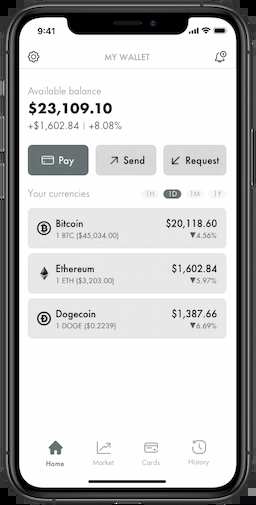 9:41
MY WALLET
Available balance
$23,109.10
+$1,602.84 | +8.08%
Pay
Send
Request
Your currencies
1H
1D
1M
1Y
Bitcoin
$20,118.60
1 BTC ($45,034.00)
▼4.56%
Ethereum
$1,602.84
1 ETH ($3,203.00)
▼5.97%
Dogecoin
$1,387.66
1 DOGE ($0.2239)
▼6.69%
Home
Market
Cards
History